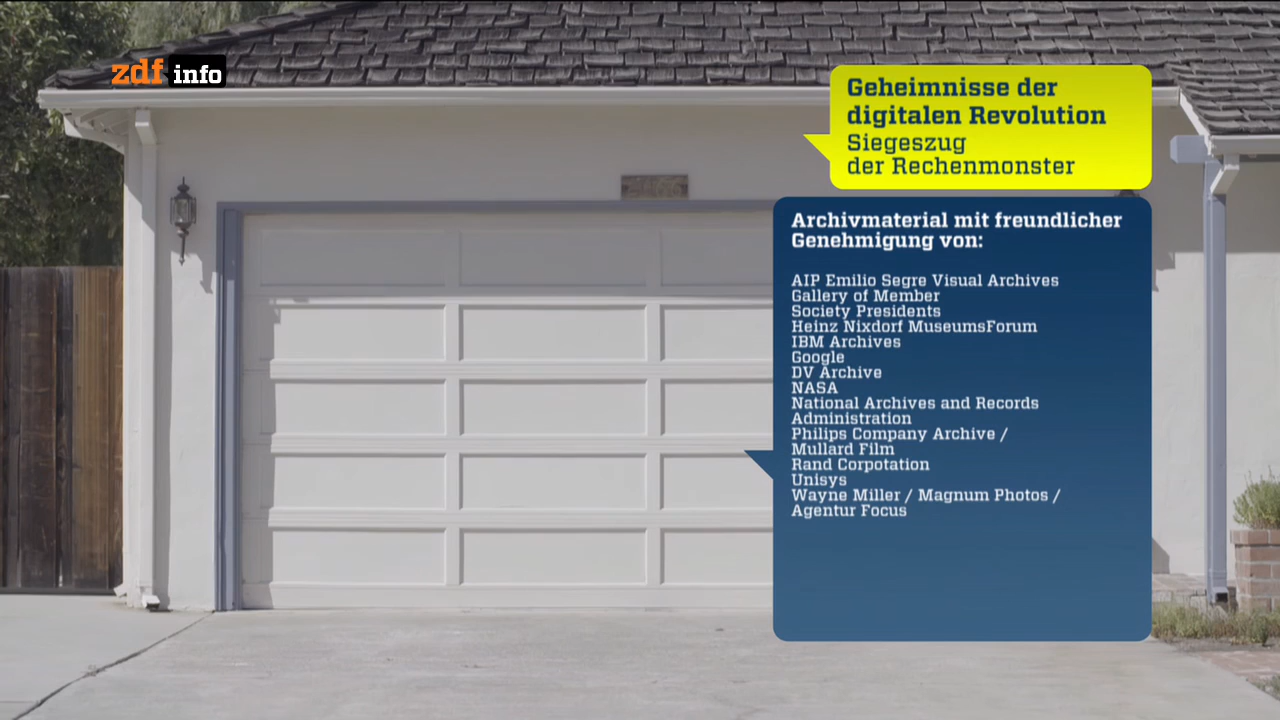 zdf info
Geheimnisse der
digitalen Revolution
Siegeszug
der Rechenmonster
Archivmaterial mit freundlicher
Genehmigung von:
AIP Emilio Segre Visual Archives
Gallery of Member
Society Presidents
Heinz Nixdorf MuseumsForum
IBM Archives
Google
DV Archive
NASA
National Archives and Records
Administration
Philips Company Archive /
Mullard Film
Rand Corpotation
Unisys
Wayne Miller / Magnum Photos /
Agentur Focus